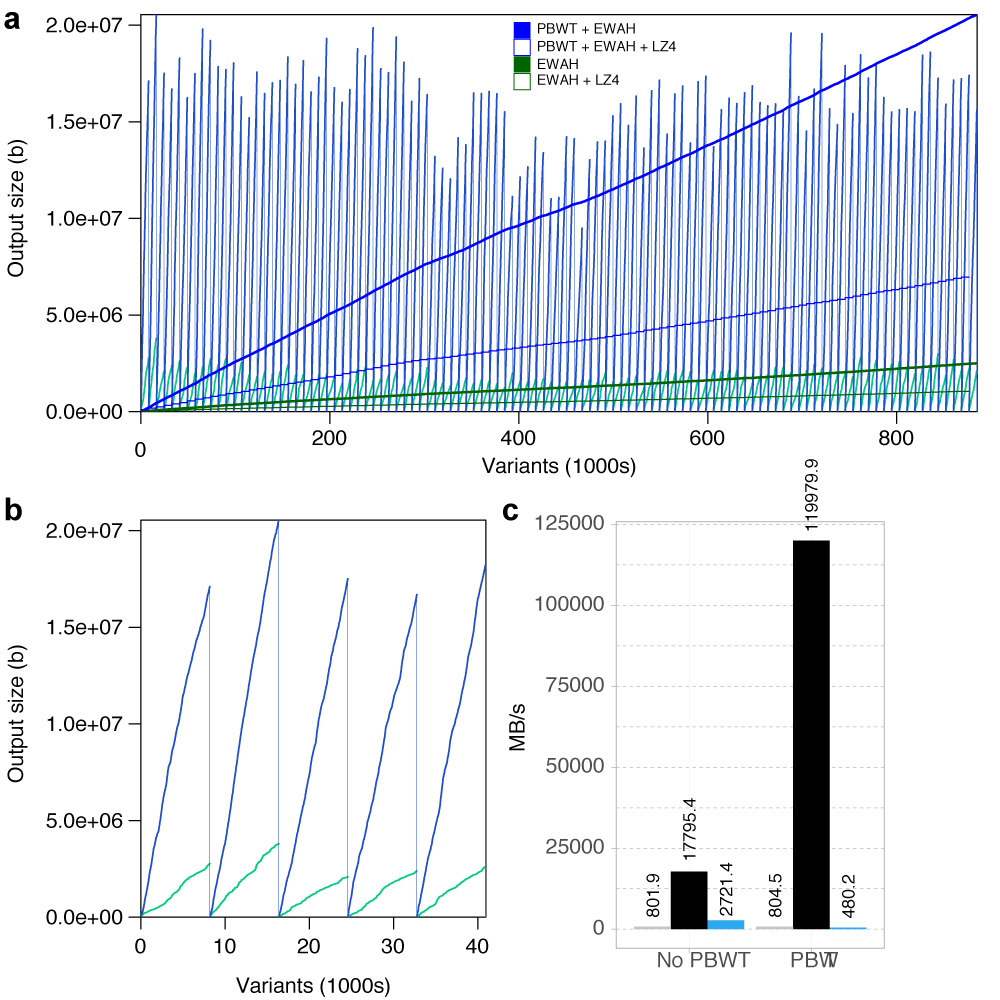 a
2.0e+07
1.5e+07
1.0e+07
5.0e+06
0.0e+00
Output size (b)
PBWT + EWAH
PBWT + EWAH + LZ4
EWAH
EWAH + LZ4
0 200 400 600 800
Variants (1000s)
b
2.0e+07
1.5e+07
1.0e+07
5.0e+06
0.0e+00
Output size (b)
0 10 20 30 40
Variants (1000s)
c
125000
100000
75000
50000
25000
0
MB/s
801.9
17795.4
2721.4
804.5
119979.9
480.2
No PBWT PBWT